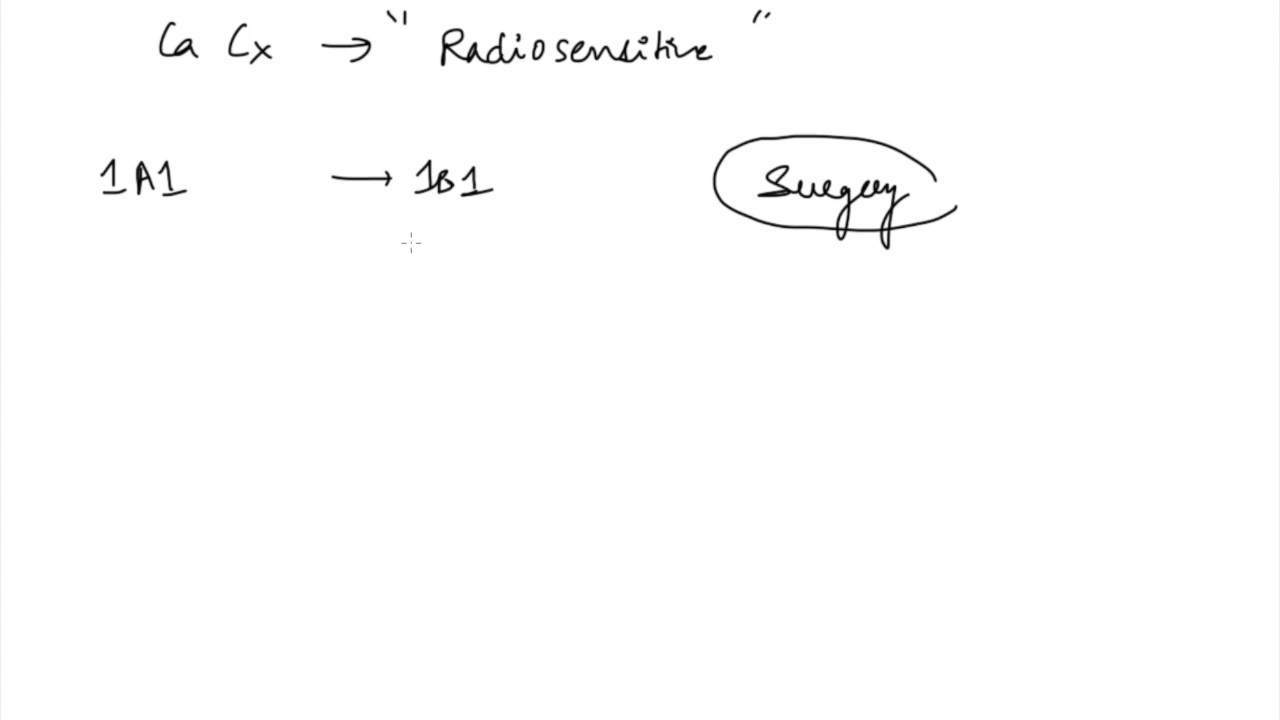 Ca Cx → "Radiosensitive"
1A1 → 1B1 Surgery